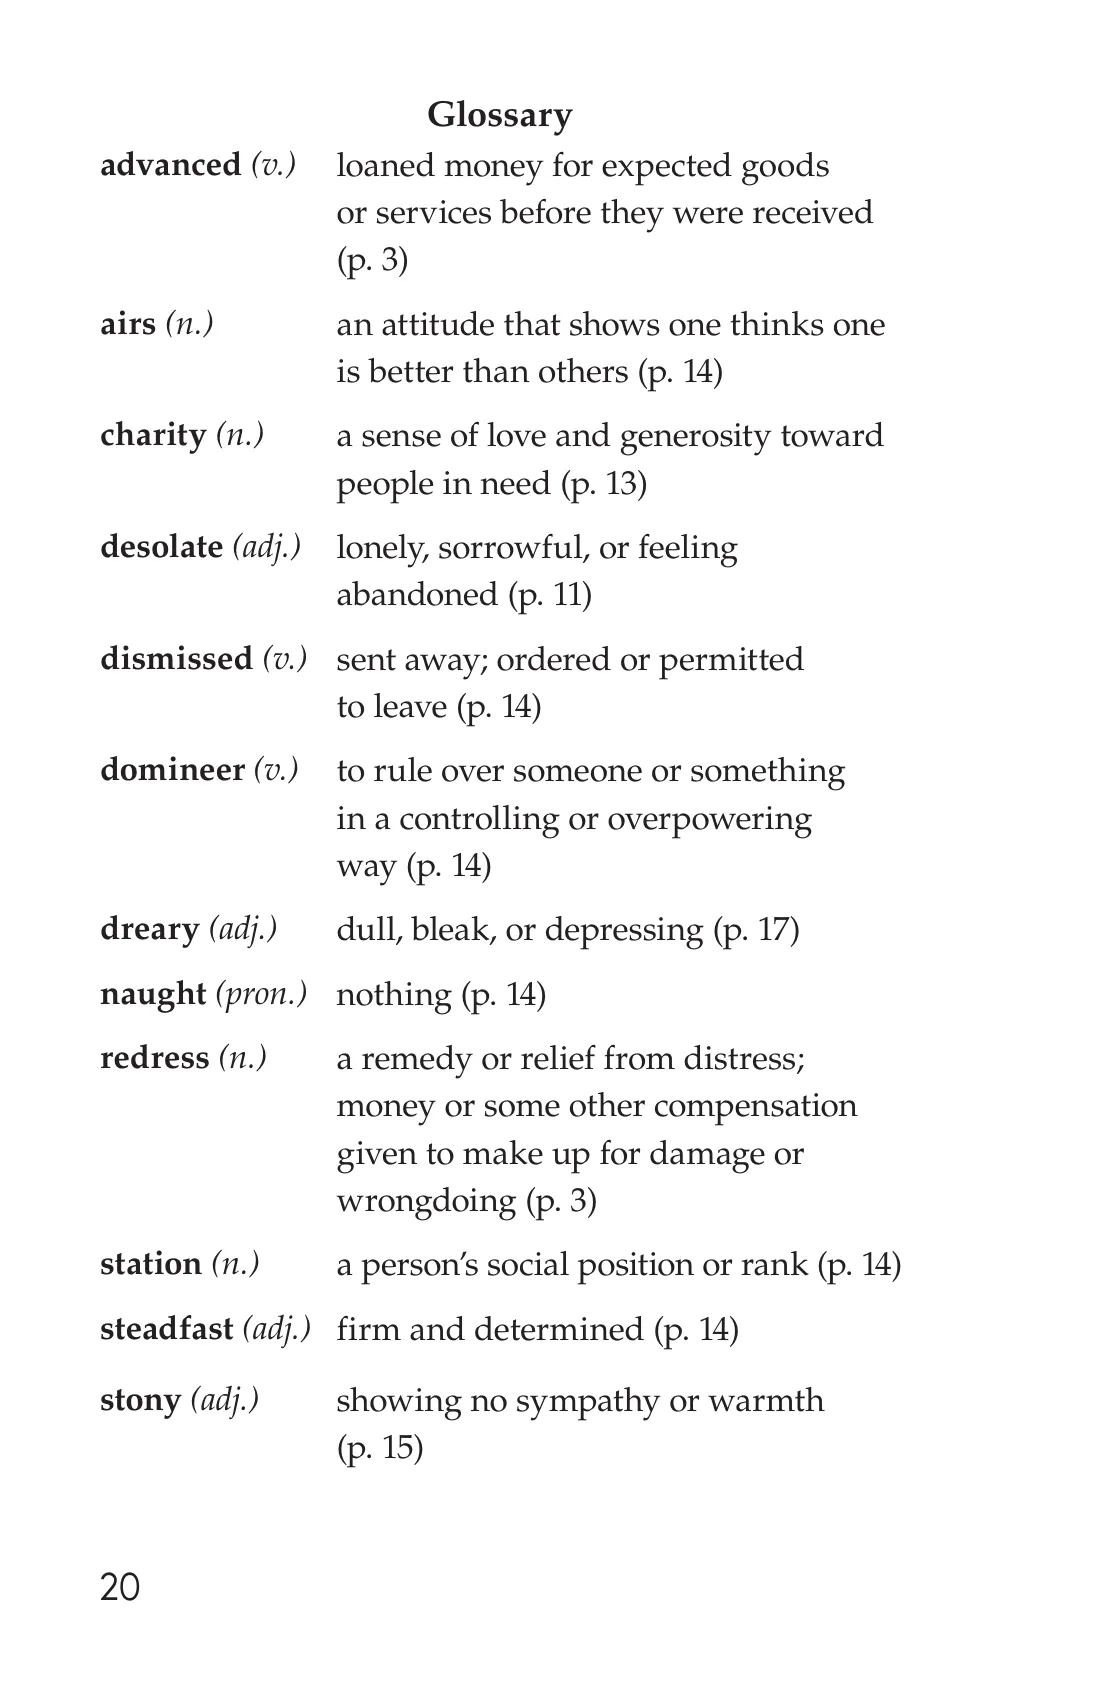 Glossary
advanced (v.) loaned money for expected goods
or services before they were received
(p. 3)
airs (n.) an attitude that shows one thinks one
is better than others (p. 14)
charity (n.) a sense of love and generosity toward
people in need (p. 13)
desolate (adj.) lonely, sorrowful, or feeling
abandoned (p. 11)
dismissed (v.) sent away; ordered or permitted
to leave (p. 14)
domineer (v.) to rule over someone or something
in a controlling or overpowering
way (p. 14)
dreary (adj.) dull, bleak, or depressing (p. 17)
naught (pron.) nothing (p. 14)
redress (n.) a remedy or relief from distress;
money or some other compensation
given to make up for damage or
wrongdoing (p. 3)
station (n.) a person’s social position or rank (p. 14)
steadfast (adj.) firm and determined (p. 14)
stony (adj.) showing no sympathy or warmth
(p. 15)
20